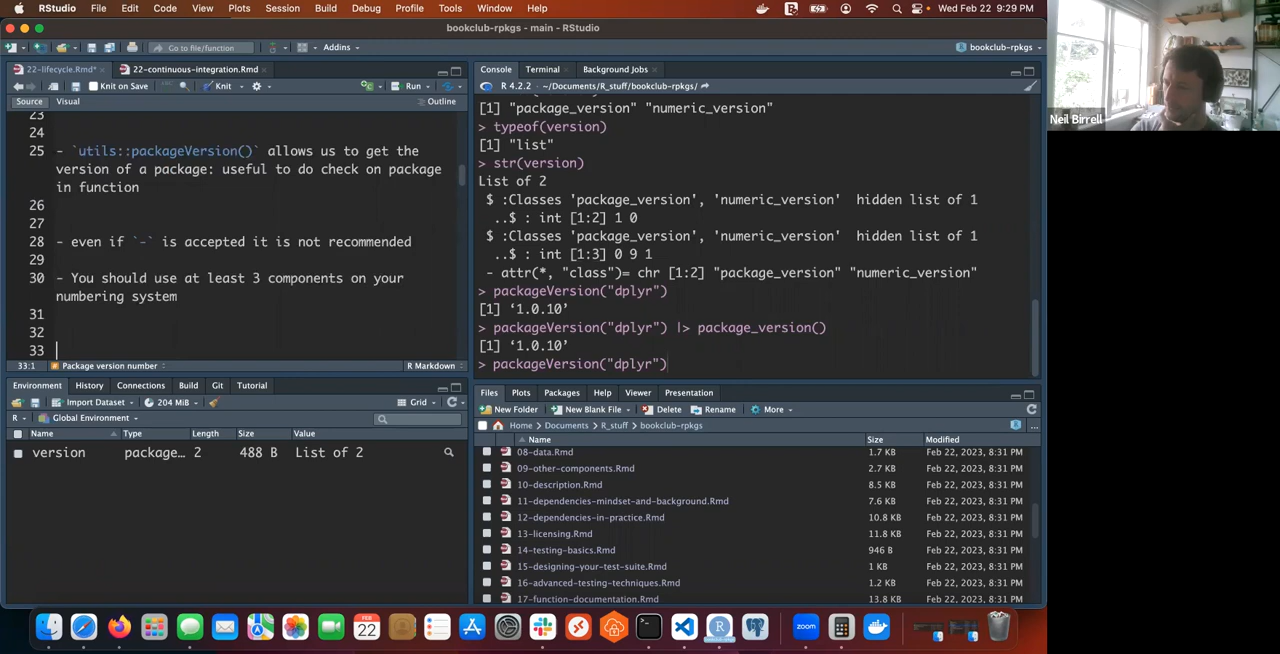 RStudio File Edit Code View Plots Session Build Debug Profile Tools Window Help Wed Feb 22 9:29 PM
bookclub-rpkgs - main - RStudio
Go to file/function Addins bookclub-rpkgs
22-lifecycle.Rmd* 22-continuous-integration.Rmd
Knit on Save Knit Run
Source Visual Outline
23
24
25 - `utils::packageVersion()` allows us to get the
version of a package: useful to do check on package
in function
26
27
28 - even if `-` is accepted it is not recommended
29
30 - You should use at least 3 components on your
numbering system
31
32
33
33:1 Package version number R Markdown
Console Terminal Background Jobs
R 4.2.2 · ~/Documents/R_stuff/bookclub-rpkgs/
[1] "package_version" "numeric_version"
> typeof(version)
[1] "list"
> str(version)
List of 2
$ :Classes 'package_version', 'numeric_version' hidden list of 1
..$ : int [1:2] 1 0
$ :Classes 'package_version', 'numeric_version' hidden list of 1
..$ : int [1:3] 0 9 1
- attr(*, "class")= chr [1:2] "package_version" "numeric_version"
> packageVersion("dplyr")
[1] ‘1.0.10’
> packageVersion("dplyr") |> package_version()
[1] ‘1.0.10’
> packageVersion("dplyr")
Environment History Connections Build Git Tutorial
Import Dataset 204 MiB Grid
R Global Environment
Name Type Length Size Value
version package... 2 488 B List of 2
Files Plots Packages Help Viewer Presentation
New Folder New Blank File Delete Rename More
Home Documents R_stuff bookclub-rpkgs ...
Name Size Modified
08-data.Rmd 1.7 KB Feb 22, 2023, 8:31 PM
09-other-components.Rmd 2.7 KB Feb 22, 2023, 8:31 PM
10-description.Rmd 8.5 KB Feb 22, 2023, 8:31 PM
11-dependencies-mindset-and-background.Rmd 7.6 KB Feb 22, 2023, 8:31 PM
12-dependencies-in-practice.Rmd 10.8 KB Feb 22, 2023, 8:31 PM
13-licensing.Rmd 11.8 KB Feb 22, 2023, 8:31 PM
14-testing-basics.Rmd 946 B Feb 22, 2023, 8:31 PM
15-designing-your-test-suite.Rmd 1 KB Feb 22, 2023, 8:31 PM
16-advanced-testing-techniques.Rmd 1.2 KB Feb 22, 2023, 8:31 PM
17-function-documentation.Rmd 13.8 KB Feb 22, 2023, 8:31 PM
Neil Birrell
FEB
22
zoom